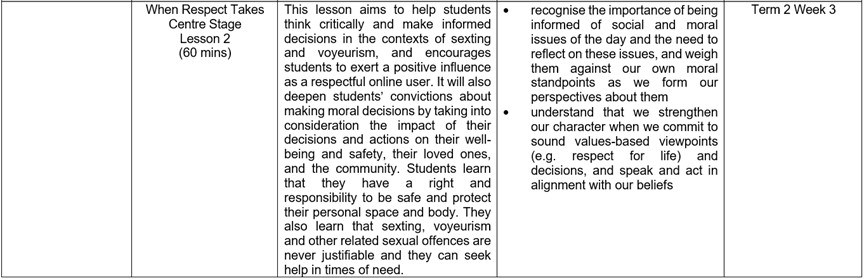 When Respect Takes
Centre Stage
Lesson 2
(60 mins)
This lesson aims to help students
think critically and make informed
decisions in the contexts of sexting
and voyeurism, and encourages
students to exert a positive influence
as a respectful online user. It will also
deepen students' convictions about
making moral decisions by taking into
consideration the impact of their
decisions and actions on their well-
being and safety, their loved ones,
and the community. Students learn
that they have a right and
responsibility to be safe and protect
their personal space and body. They
also learn that sexting, voyeurism
and other related sexual offences are
never justifiable and they can seek
help in times of need.
• recognise the importance of being
informed of social and moral
issues of the day and the need to
reflect on these issues, and weigh
them against our own moral
standpoints as we form our
perspectives about them
• understand that we strengthen
our character when we commit to
sound values-based viewpoints
(e.g. respect for life) and
decisions, and speak and act in
alignment with our beliefs
Term 2 Week 3